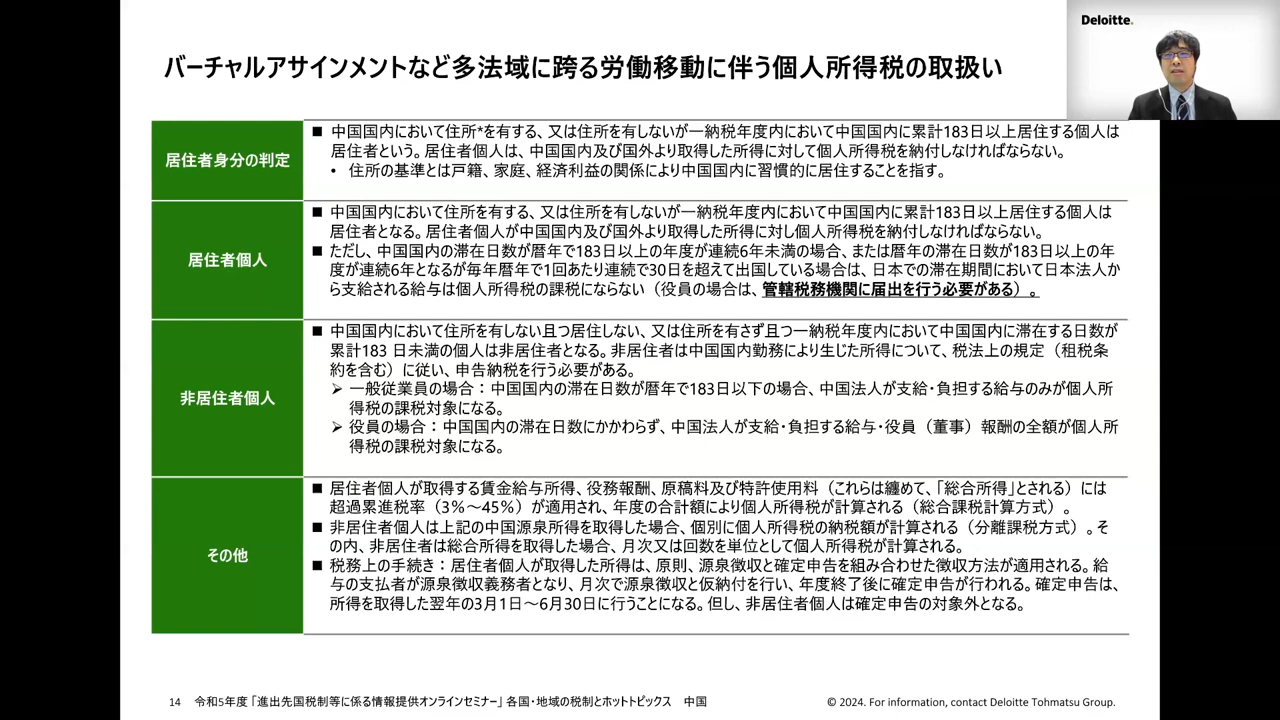 Deloitte.
バーチャルアサインメントなど多法域に跨る労働移動に伴う個人所得税の取扱い
居住者身分の判定
■ 中国国内において住所*を有する、又は住所を有しないが一納税年度内において中国国内に累計183日以上居住する個人は
居住者という。居住者個人は、中国国内及び国外より取得した所得に対して個人所得税を納付しなければならない。
• 住所の基準とは戸籍、家庭、経済利益の関係により中国国内に習慣的に居住することを指す。
居住者個人
■ 中国国内において住所を有する、又は住所を有しないが一納税年度内において中国国内に累計183日以上居住する個人は
居住者となる。居住者個人が中国国内及び国外より取得した所得に対し個人所得税を納付しなければならない。
■ ただし、中国国内の滞在日数が暦年で183日以上の年度が連続6年未満の場合、または暦年の滞在日数が183日以上の年
度が連続6年となるが毎年暦年で1回あたり連続で30日を超えて出国している場合は、日本での滞在期間において日本法人か
ら支給される給与は個人所得税の課税にならない（役員の場合は、管轄税務機関に届出を行う必要がある）。
非居住者個人
■ 中国国内において住所を有しない且つ居住しない、又は住所を有さず且つ一納税年度内において中国国内に滞在する日数が
累計183 日未満の個人は非居住者となる。非居住者は中国国内勤務により生じた所得について、税法上の規定（租税条
約を含む）に従い、申告納税を行う必要がある。
➢ 一般従業員の場合：中国国内の滞在日数が暦年で183日以下の場合、中国法人が支給・負担する給与のみが個人所
得税の課税対象になる。
➢ 役員の場合：中国国内の滞在日数にかかわらず、中国法人が支給・負担する給与・役員（董事）報酬の全額が個人所
得税の課税対象になる。
その他
■ 居住者個人が取得する賃金給与所得、役務報酬、原稿料及び特許使用料（これらは纏めて、「総合所得」とされる）には
超過累進税率（3%～45%）が適用され、年度の合計額により個人所得税が計算される（総合課税計算方式）。
■ 非居住者個人は上記の中国源泉所得を取得した場合、個別に個人所得税の納税額が計算される（分離課税方式）。そ
の内、非居住者は総合所得を取得した場合、月次又は回数を単位として個人所得税が計算される。
■ 税務上の手続き：居住者個人が取得した所得は、原則、源泉徴収と確定申告を組み合わせた徴収方法が適用される。給
与の支払者が源泉徴収義務者となり、月次で源泉徴収と仮納付を行い、年度終了後に確定申告が行われる。確定申告は、
所得を取得した翌年の3月1日～6月30日に行うことになる。但し、非居住者個人は確定申告の対象外となる。
14 令和5年度「進出先国税制等に係る情報提供オンラインセミナー」各国・地域の税制とホットトピックス 中国
© 2024. For information, contact Deloitte Tohmatsu Group.